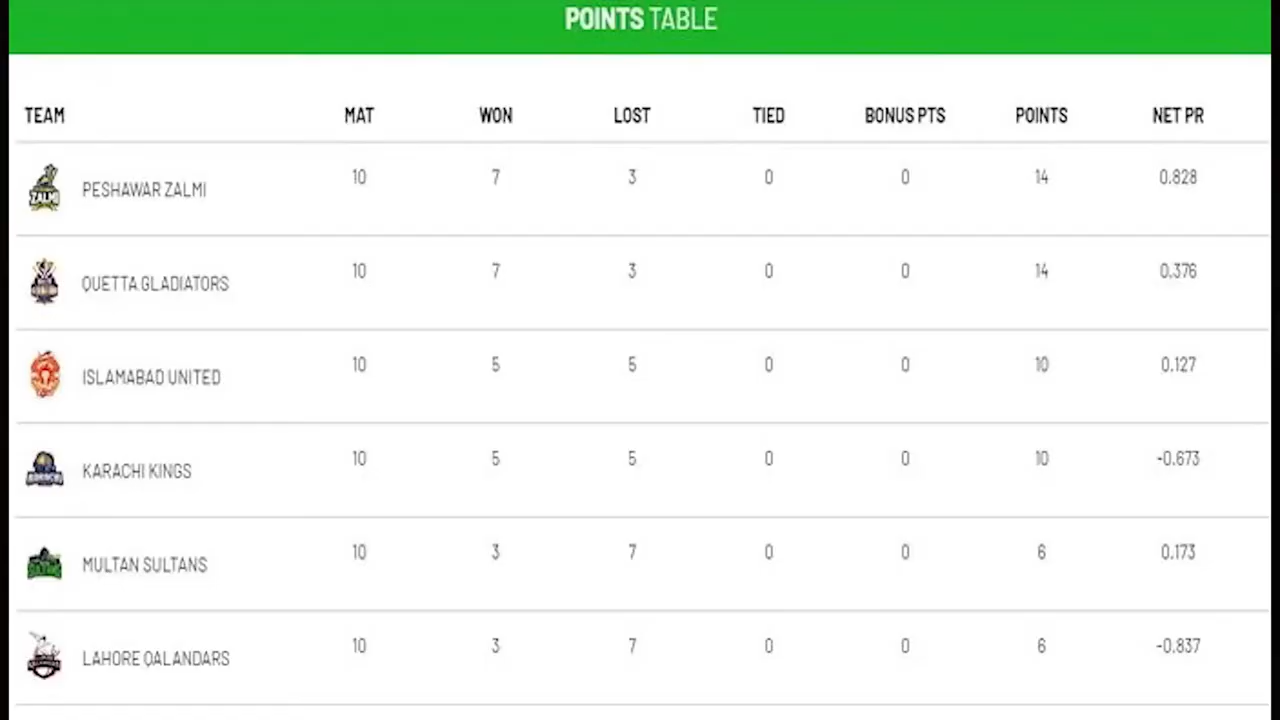 POINTS TABLE
TEAM MAT WON LOST TIED BONUS PTS POINTS NET PR
ZALMI PESHAWAR ZALMI 10 7 3 0 0 14 0.828
QUETTA GLADIATORS 10 7 3 0 0 14 0.376
ISLAMABAD UNITED 10 5 5 0 0 10 0.127
KARACHI KINGS 10 5 5 0 0 10 -0.673
MULTAN SULTANS 10 3 7 0 0 6 0.173
LAHORE QALANDARS 10 3 7 0 0 6 -0.837